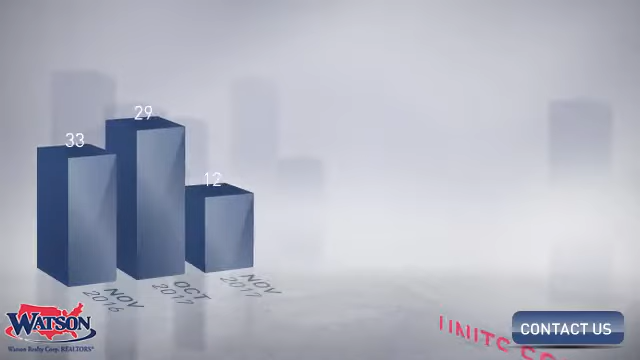 33
29
12
NOV
2016
OCT
2017
NOV
2017
WATSON
Watson Realty Corp. REALTORS®
CONTACT US